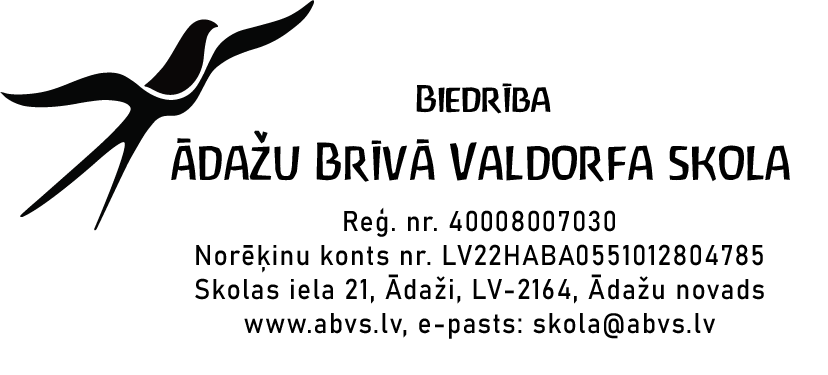 Biedrība
Ādažu Brīvā Valdorfa skola
Reģ. nr. 40008007030
Norēķinu konts nr. LV22HABA0551012804785
Skolas iela 21, Ādaži, LV-2164, Ādažu novads
www.abvs.lv, e-pasts: skola@abvs.lv